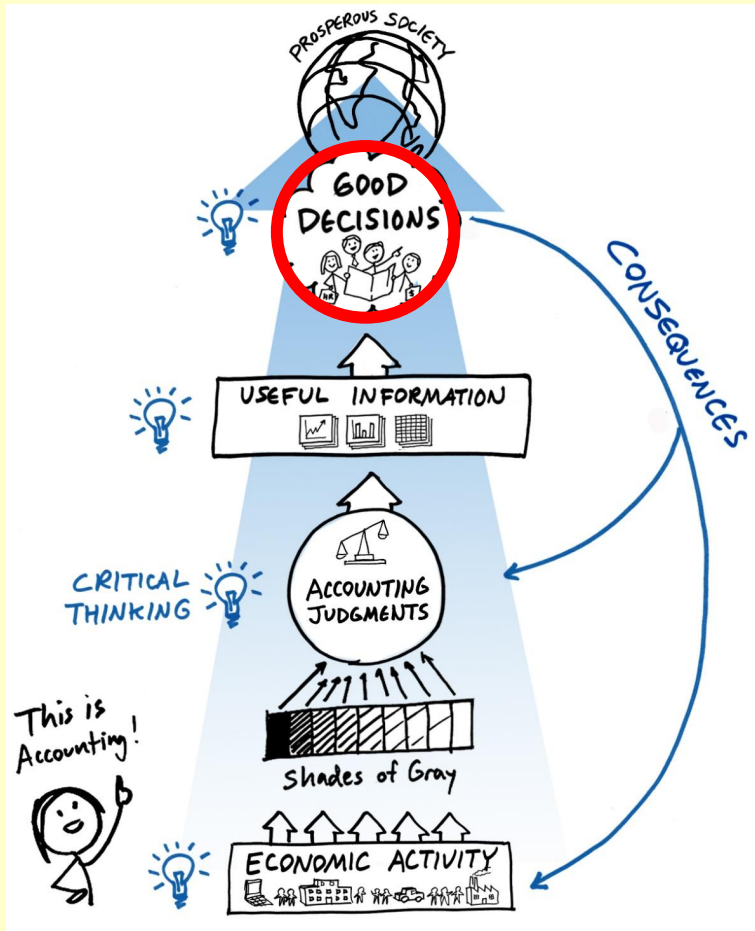 PROSPEROUS SOCIETY
GOOD
DECISIONS
HR
$
CONSEQUENCES
USEFUL INFORMATION
CRITICAL
THINKING
ACCOUNTING
JUDGMENTS
This is
Accounting!
Shades of Gray
ECONOMIC ACTIVITY